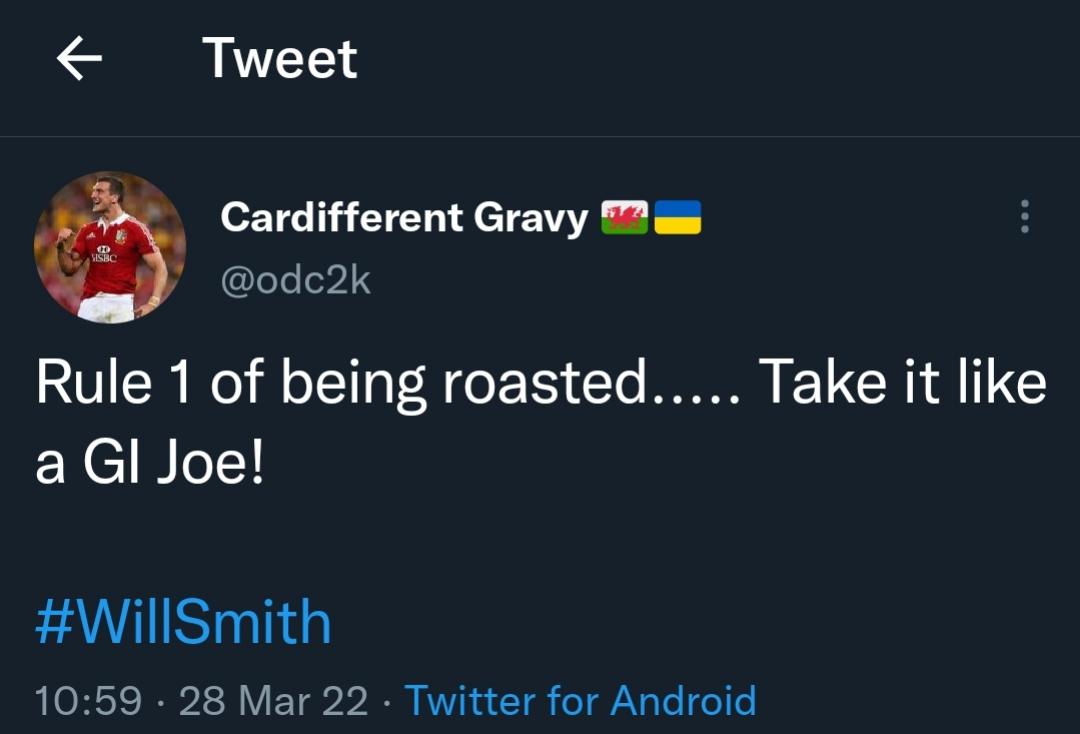 Tweet
Cardifferent Gravy 🏴󠁧󠁢󠁷󠁬󠁳󠁿🇺🇦
@odc2k
HSBC
Rule 1 of being roasted..... Take it like
a GI Joe!
#WillSmith
10:59 · 28 Mar 22 · Twitter for Android